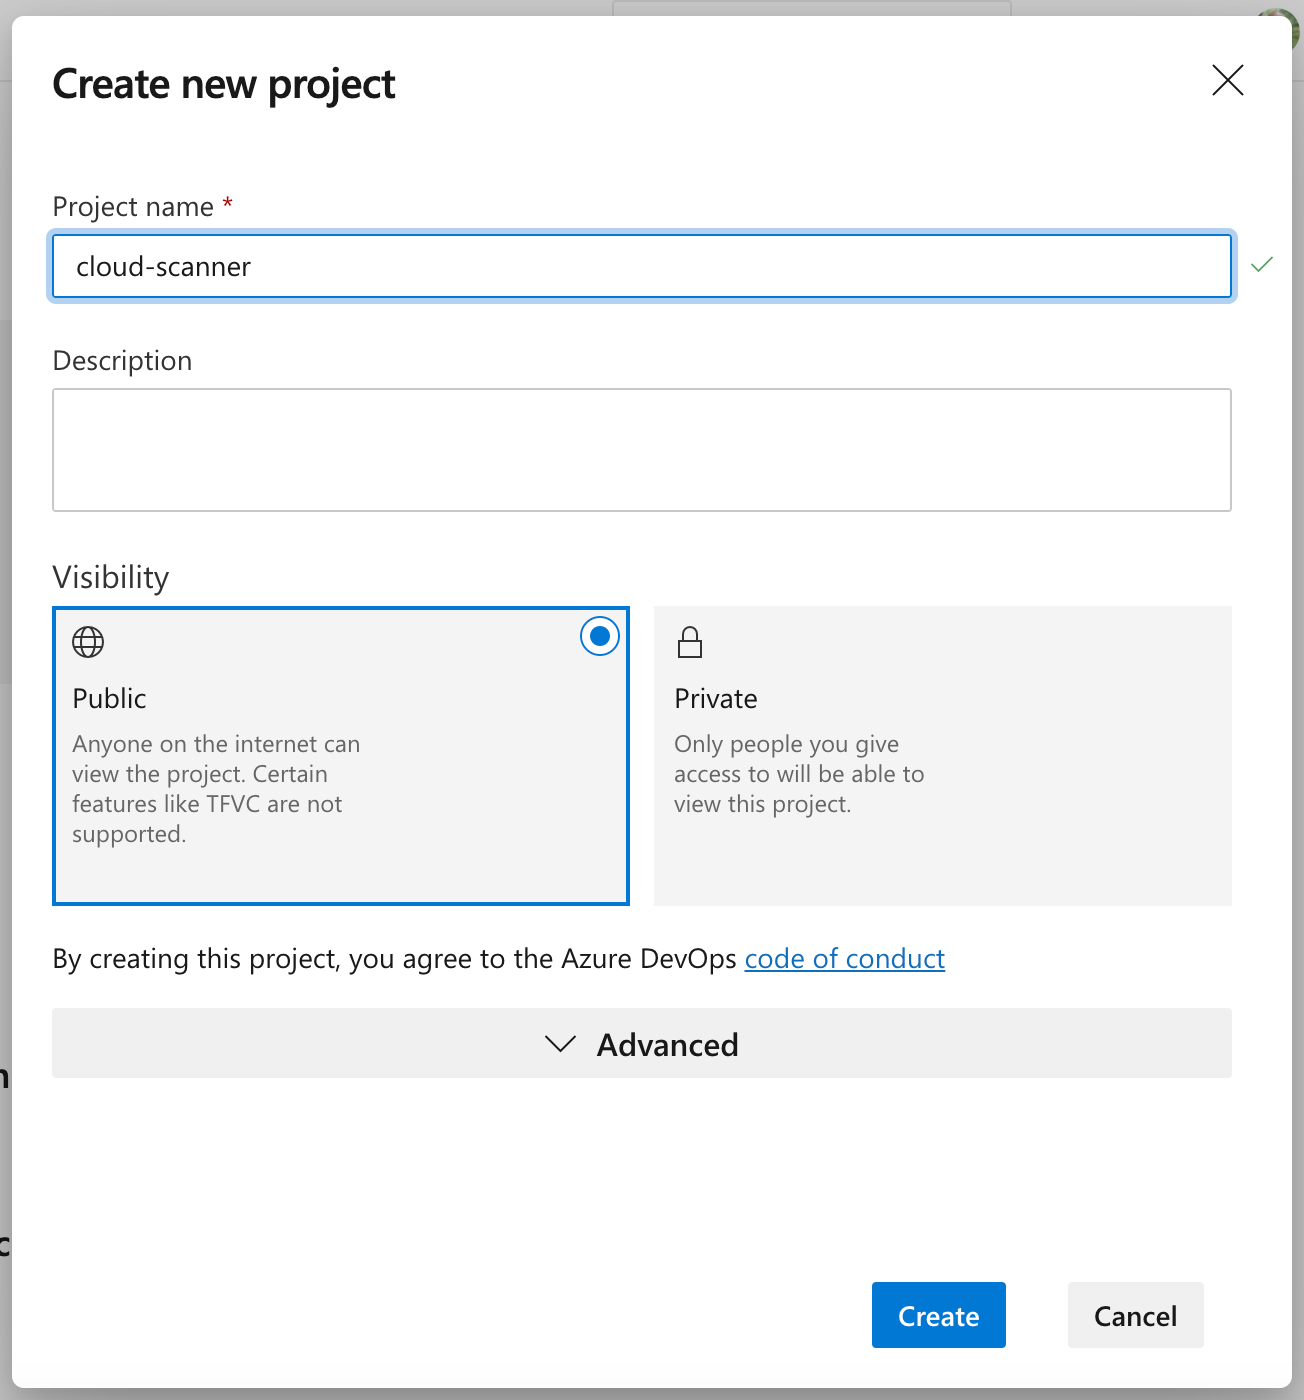 Create new project
Project name *
cloud-scanner
Description
Visibility
Public
Anyone on the internet can
view the project. Certain
features like TFVC are not
supported.
Private
Only people you give
access to will be able to
view this project.
By creating this project, you agree to the Azure DevOps code of conduct
Advanced
Create
Cancel